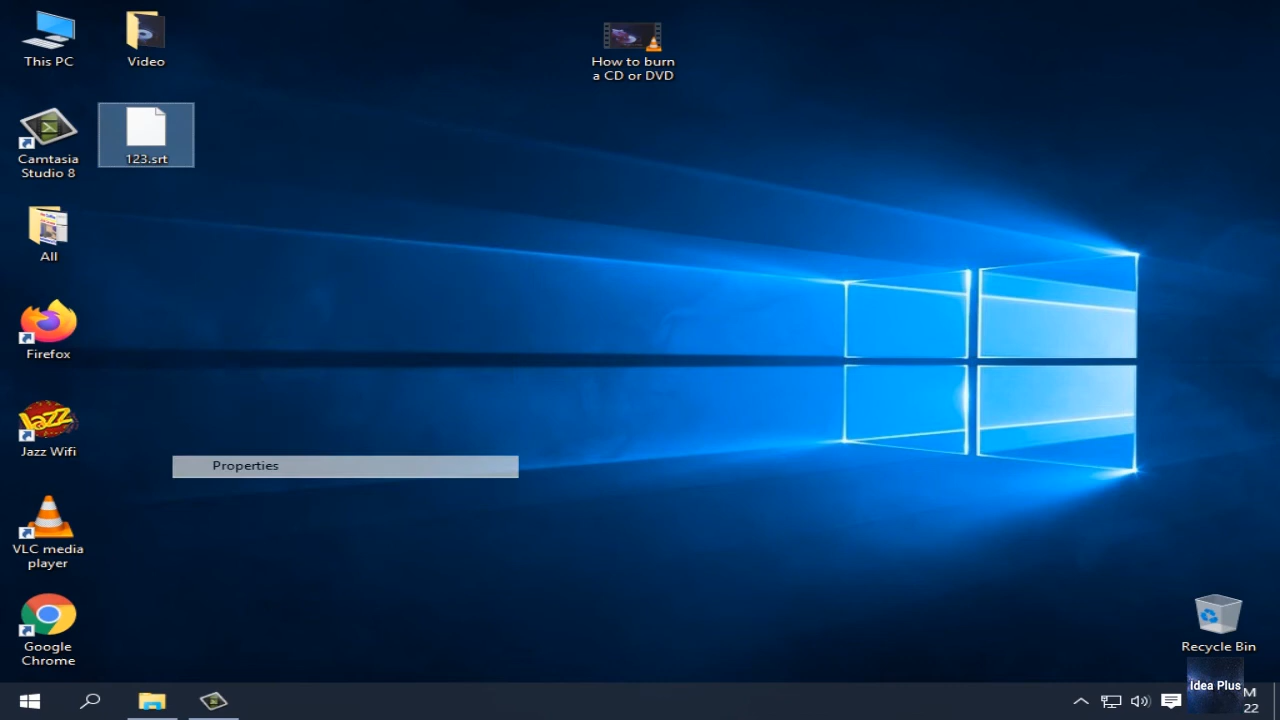 This PC
Video
How to burn
a CD or DVD
Camtasia
Studio 8
123.srt
All
Firefox
Jazz
Jazz Wifi
Properties
VLC media
player
Google
Chrome
Recycle Bin
Idea Plus
M
22